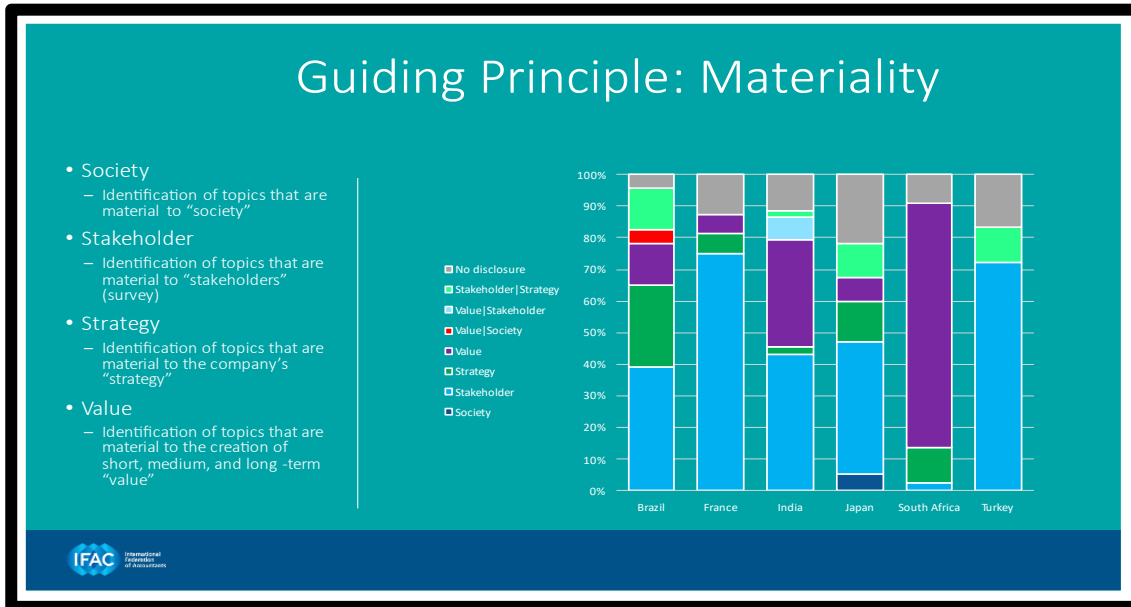 Guiding Principle: Materiality
• Society
– Identification of topics that are
material to “society”
• Stakeholder
– Identification of topics that are
material to “stakeholders”
(survey)
• Strategy
– Identification of topics that are
material to the company’s
“strategy”
• Value
– Identification of topics that are
material to the creation of
short, medium, and long -term
“value”
No disclosure
Stakeholder|Strategy
Value|Stakeholder
Value|Society
Value
Strategy
Stakeholder
Society
100%
90%
80%
70%
60%
50%
40%
30%
20%
10%
0%
Brazil France India Japan South Africa Turkey
IFAC
International
Federation
of Accountants